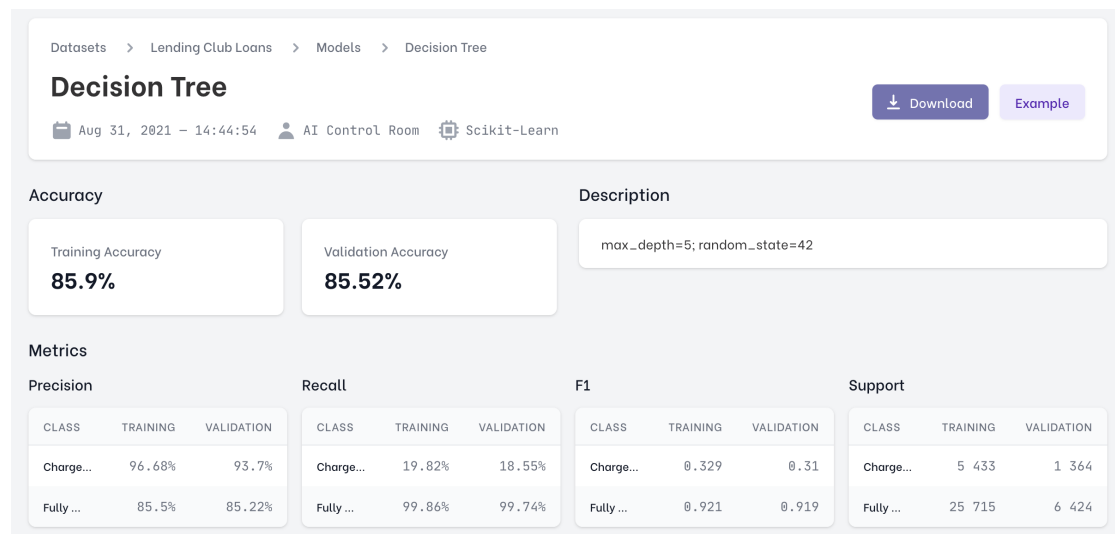 Datasets > Lending Club Loans > Models > Decision Tree
Decision Tree
Download
Example
Aug 31, 2021 — 14:44:54 AI Control Room Scikit-Learn
Accuracy
Training Accuracy
85.9%
Validation Accuracy
85.52%
Description
max_depth=5; random_state=42
Metrics
Precision
CLASS TRAINING VALIDATION
Charge... 96.68% 93.7%
Fully ... 85.5% 85.22%
Recall
CLASS TRAINING VALIDATION
Charge... 19.82% 18.55%
Fully ... 99.86% 99.74%
F1
CLASS TRAINING VALIDATION
Charge... 0.329 0.31
Fully ... 0.921 0.919
Support
CLASS TRAINING VALIDATION
Charge... 5 433 1 364
Fully ... 25 715 6 424